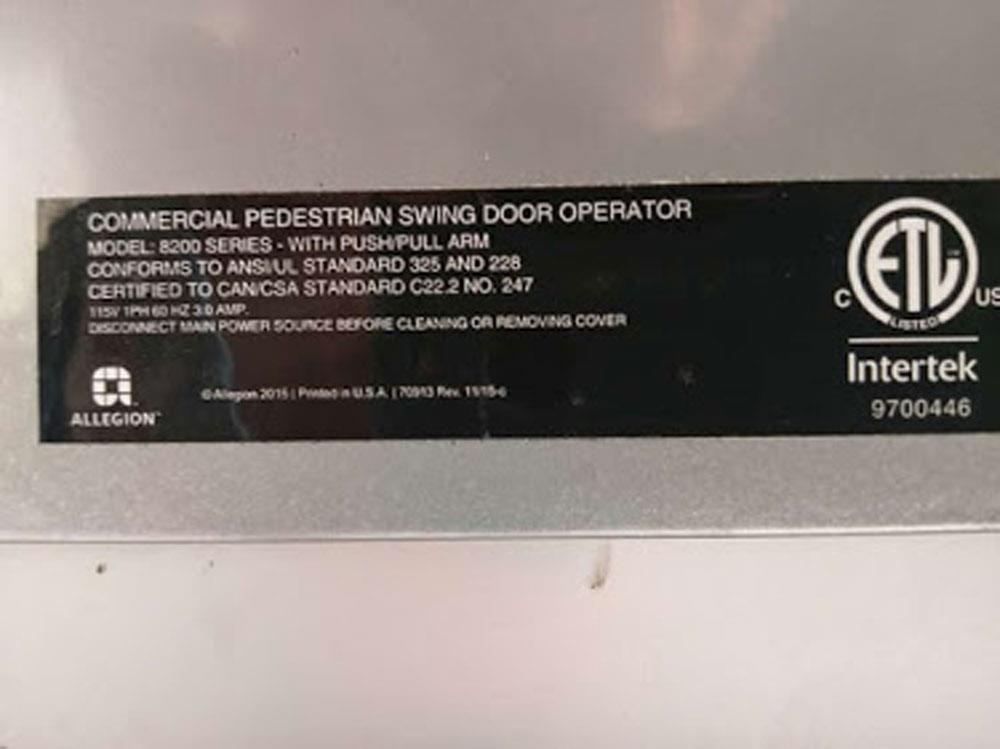 COMMERCIAL PEDESTRIAN SWING DOOR OPERATOR
MODEL: 8200 SERIES - WITH PUSH/PULL ARM
CONFORMS TO ANSI/UL STANDARD 325 AND 228
CERTIFIED TO CAN/CSA STANDARD C22.2 NO. 247
115V 1PH 60 HZ 3.0 AMP.
DISCONNECT MAIN POWER SOURCE BEFORE CLEANING OR REMOVING COVER
©Allegion 2015 | Printed in U.S.A. | 70913 Rev. 11/15-c
ALLEGION™
ETL
C US
LISTED
Intertek
9700446